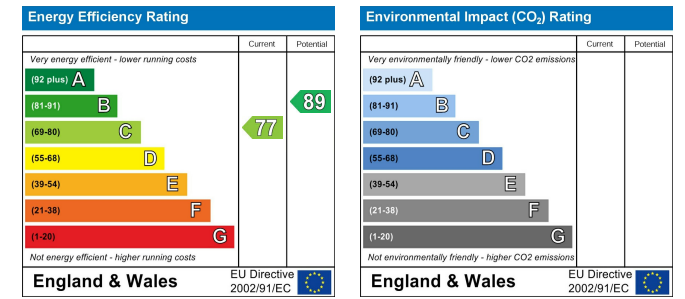 Energy Efficiency Rating
Current Potential
Very energy efficient - lower running costs
(92 plus) A
(81-91) B
89
(69-80) C
77
(55-68) D
(39-54) E
(21-38) F
(1-20) G
Not energy efficient - higher running costs
England & Wales
EU Directive
2002/91/EC
Environmental Impact (CO₂) Rating
Current Potential
Very environmentally friendly - lower CO2 emissions
(92 plus) A
(81-91) B
(69-80) C
(55-68) D
(39-54) E
(21-38) F
(1-20) G
Not environmentally friendly - higher CO2 emissions
England & Wales
EU Directive
2002/91/EC